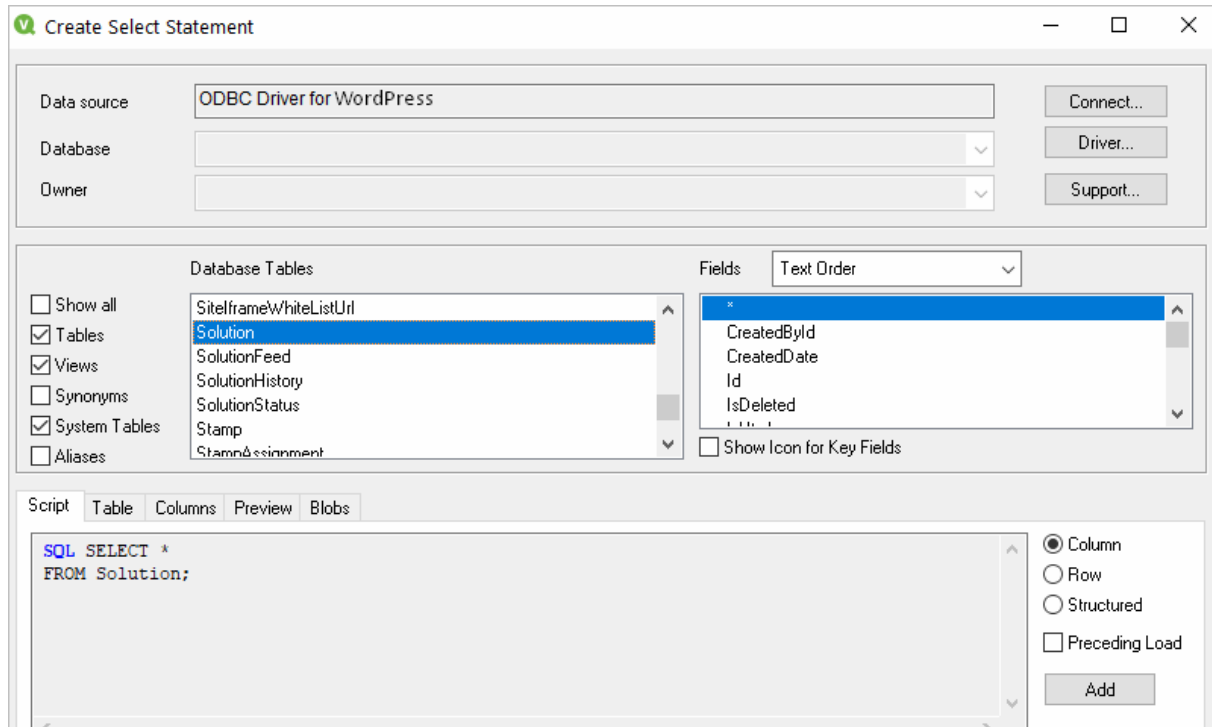 Create Select Statement
Data source
ODBC Driver for WordPress
Connect...
Database
Driver...
Owner
Support...
Database Tables
Fields
Text Order
Show all
Tables
Views
Synonyms
System Tables
Aliases
SiteIframeWhiteListUrl
Solution
SolutionFeed
SolutionHistory
SolutionStatus
Stamp
StampAssignment
*
CreatedById
CreatedDate
Id
IsDeleted
Show Icon for Key Fields
Script Table Columns Preview Blobs
SQL SELECT *
FROM Solution;
Column
Row
Structured
Preceding Load
Add